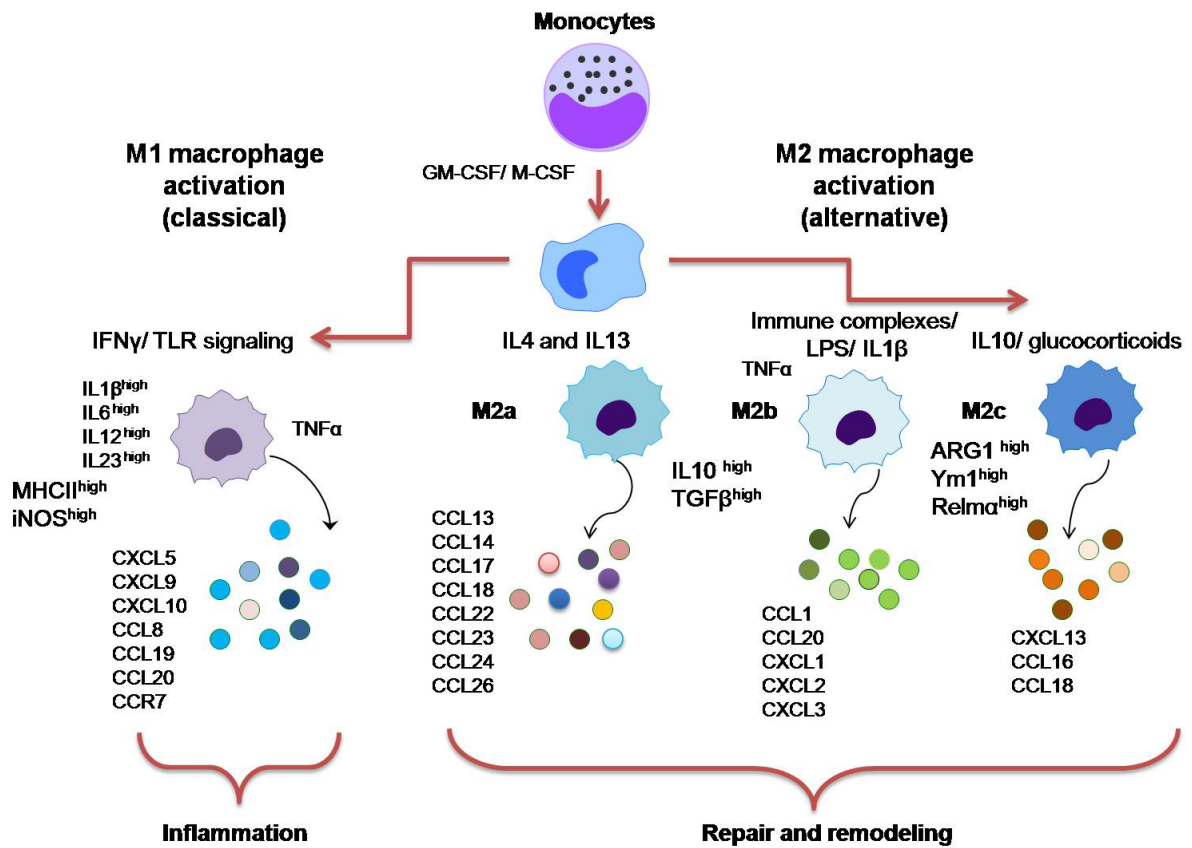 Monocytes
M1 macrophage
activation
(classical)
GM-CSF/ M-CSF
M2 macrophage
activation
(alternative)
IFNγ/ TLR signaling
IL1βhigh
IL6 high
IL12high
IL23high
TNFα
MHCIIhigh
iNOShigh
CXCL5
CXCL9
CXCL10
CCL8
CCL19
CCL20
CCR7
Inflammation
IL4 and IL13
M2a
IL10 high
TGFβhigh
CCL13
CCL14
CCL17
CCL18
CCL22
CCL23
CCL24
CCL26
Immune complexes/
LPS/ IL1β
TNFα
M2b
CCL1
CCL20
CXCL1
CXCL2
CXCL3
IL10/ glucocorticoids
M2c
ARG1 high
Ym1high
Relmαhigh
CXCL13
CCL16
CCL18
Repair and remodeling